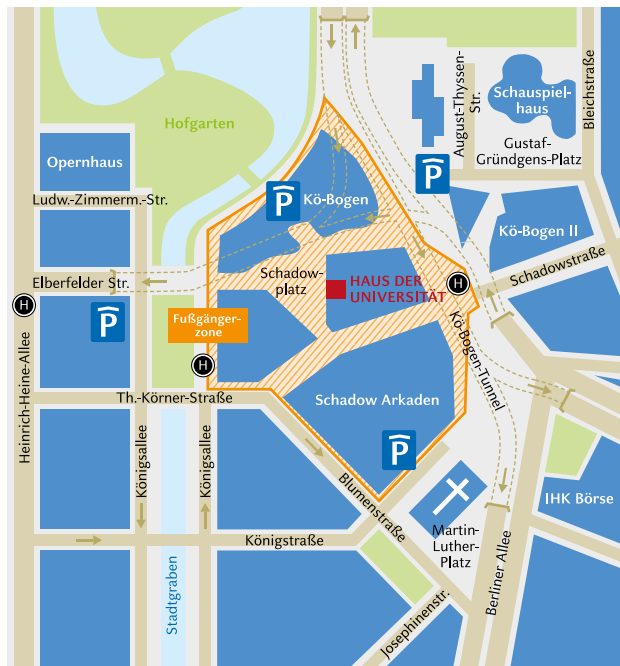 Hofgarten
Opernhaus
Ludw.-Zimmerm.-Str.
Elberfelder Str.
Heinrich-Heine-Allee
H
P
P
P
P
Kö-Bogen
August-Thyssen-
Str.
Schauspiel-
haus
Bleichstraße
Gustaf-
Gründgens-Platz
Kö-Bogen II
Schadowstraße
Schadow-
platz
HAUS DER
UNIVERSITÄT
H
Fußgänger-
zone
H
Kö-Bogen-Tunnel
Th.-Körner-Straße
Schadow Arkaden
Königsallee
Königsallee
Blumenstraße
Königstraße
Stadtgraben
Martin-
Luther-
Platz
IHK Börse
Berliner Allee
Josephinenstr.